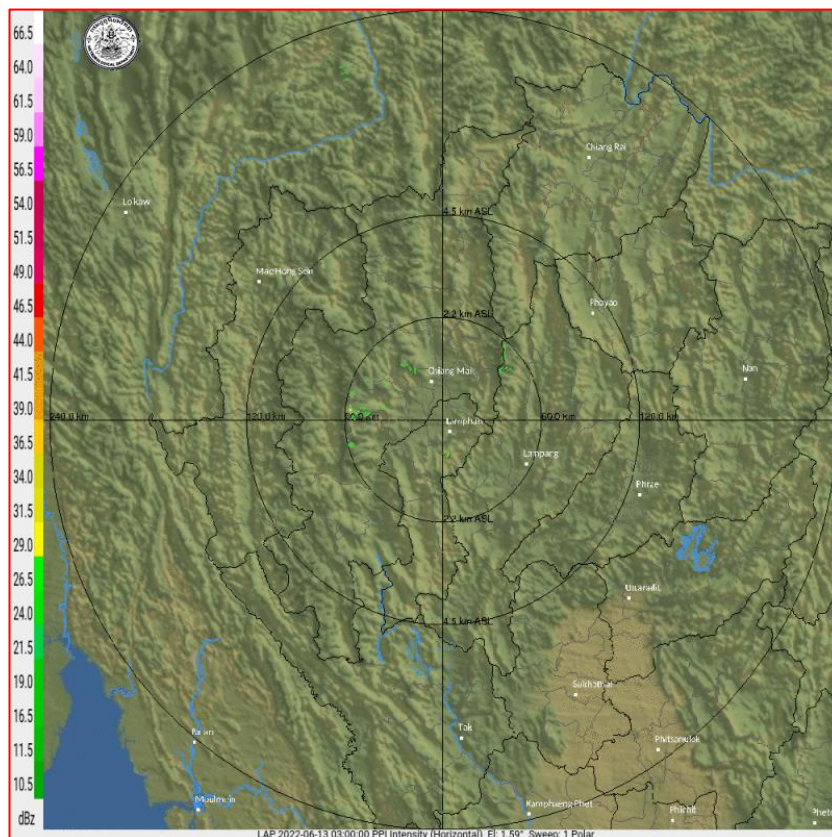 66.5
64.0
61.5
59.0
56.5
54.0
51.5
49.0
46.5
44.0
41.5
39.0
36.5
34.0
31.5
29.0
26.5
24.0
21.5
19.0
16.5
14.0
11.5
10.5
dBz
Chiang Rai
Loikaw
4.5 km ASL
Mae Hong Son
Phayao
2.2 km ASL
Chiang Mai
Nan
240.0 km
120.0 km
60.0 km
120.0 km
Lamphun
Lampang
Phrae
2.2 km ASL
Uttaradit
4.5 km ASL
Sukhothai
Tak
Pa'an
Phitsanulok
Moulmein
Kamphaeng Phet
Phichit
LAP 2022-06-13 03:00:00 PPI Intensity (Horizontal) El: 1.59° Sweep: 1 Polar